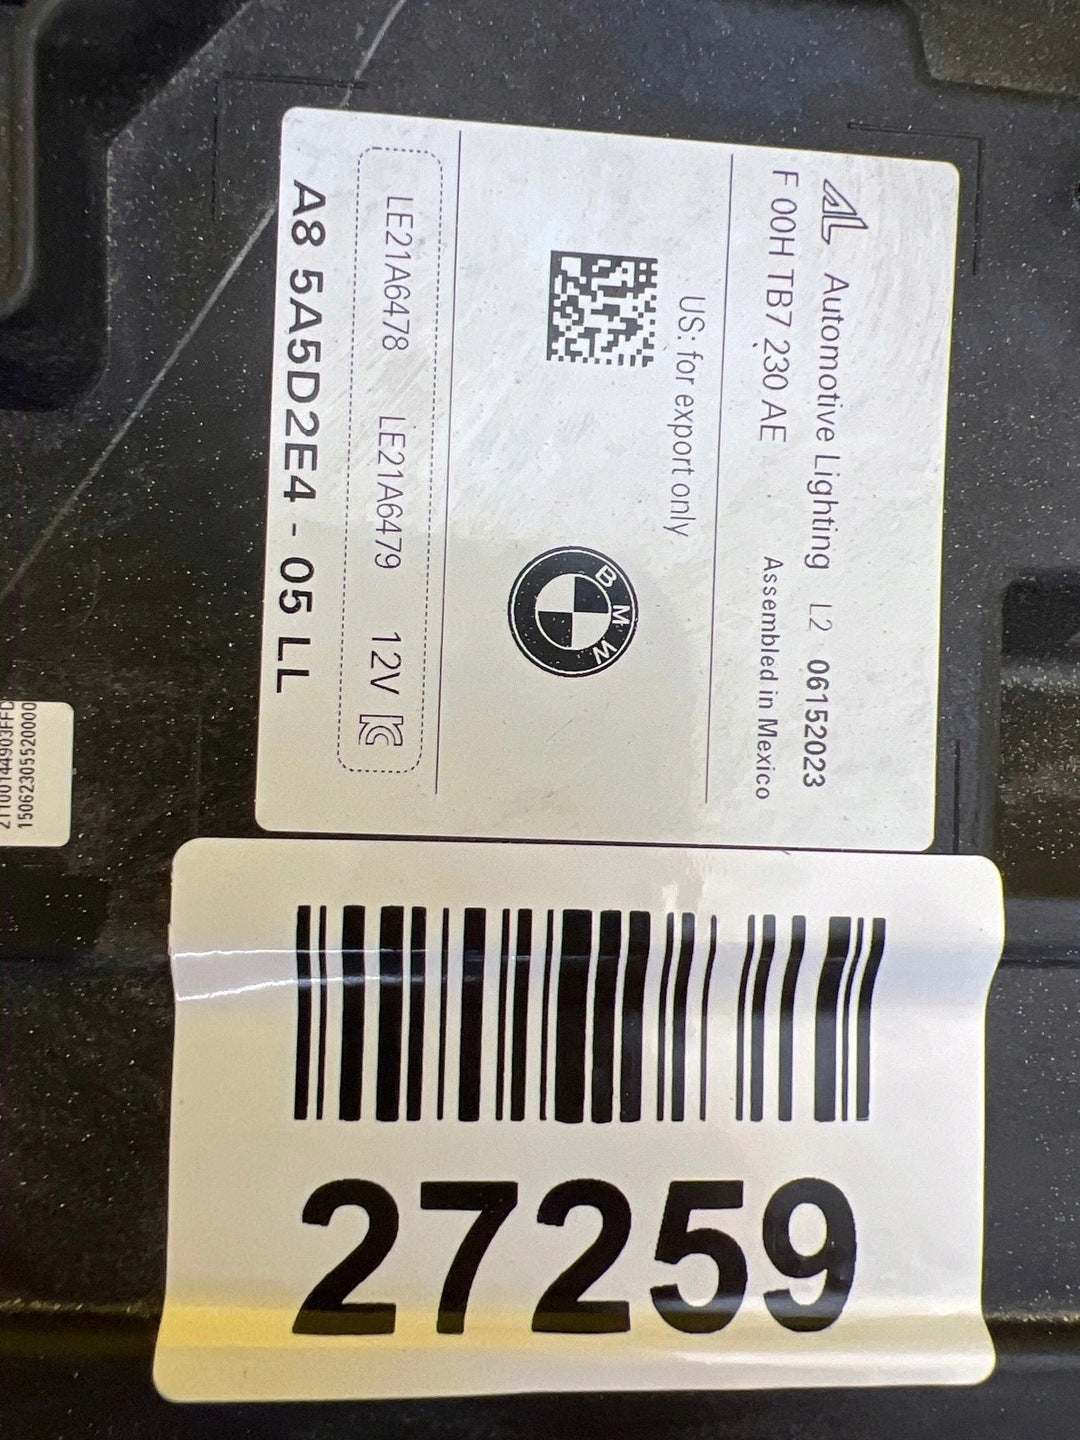 AL Automotive Lighting L2 06152023
F 00H TB7 230 AE Assembled in Mexico
US: for export only
BMW
LE21A6478 LE21A6479 12V
A8 5A5D2E4 - 05 LL
15062305520000
27259